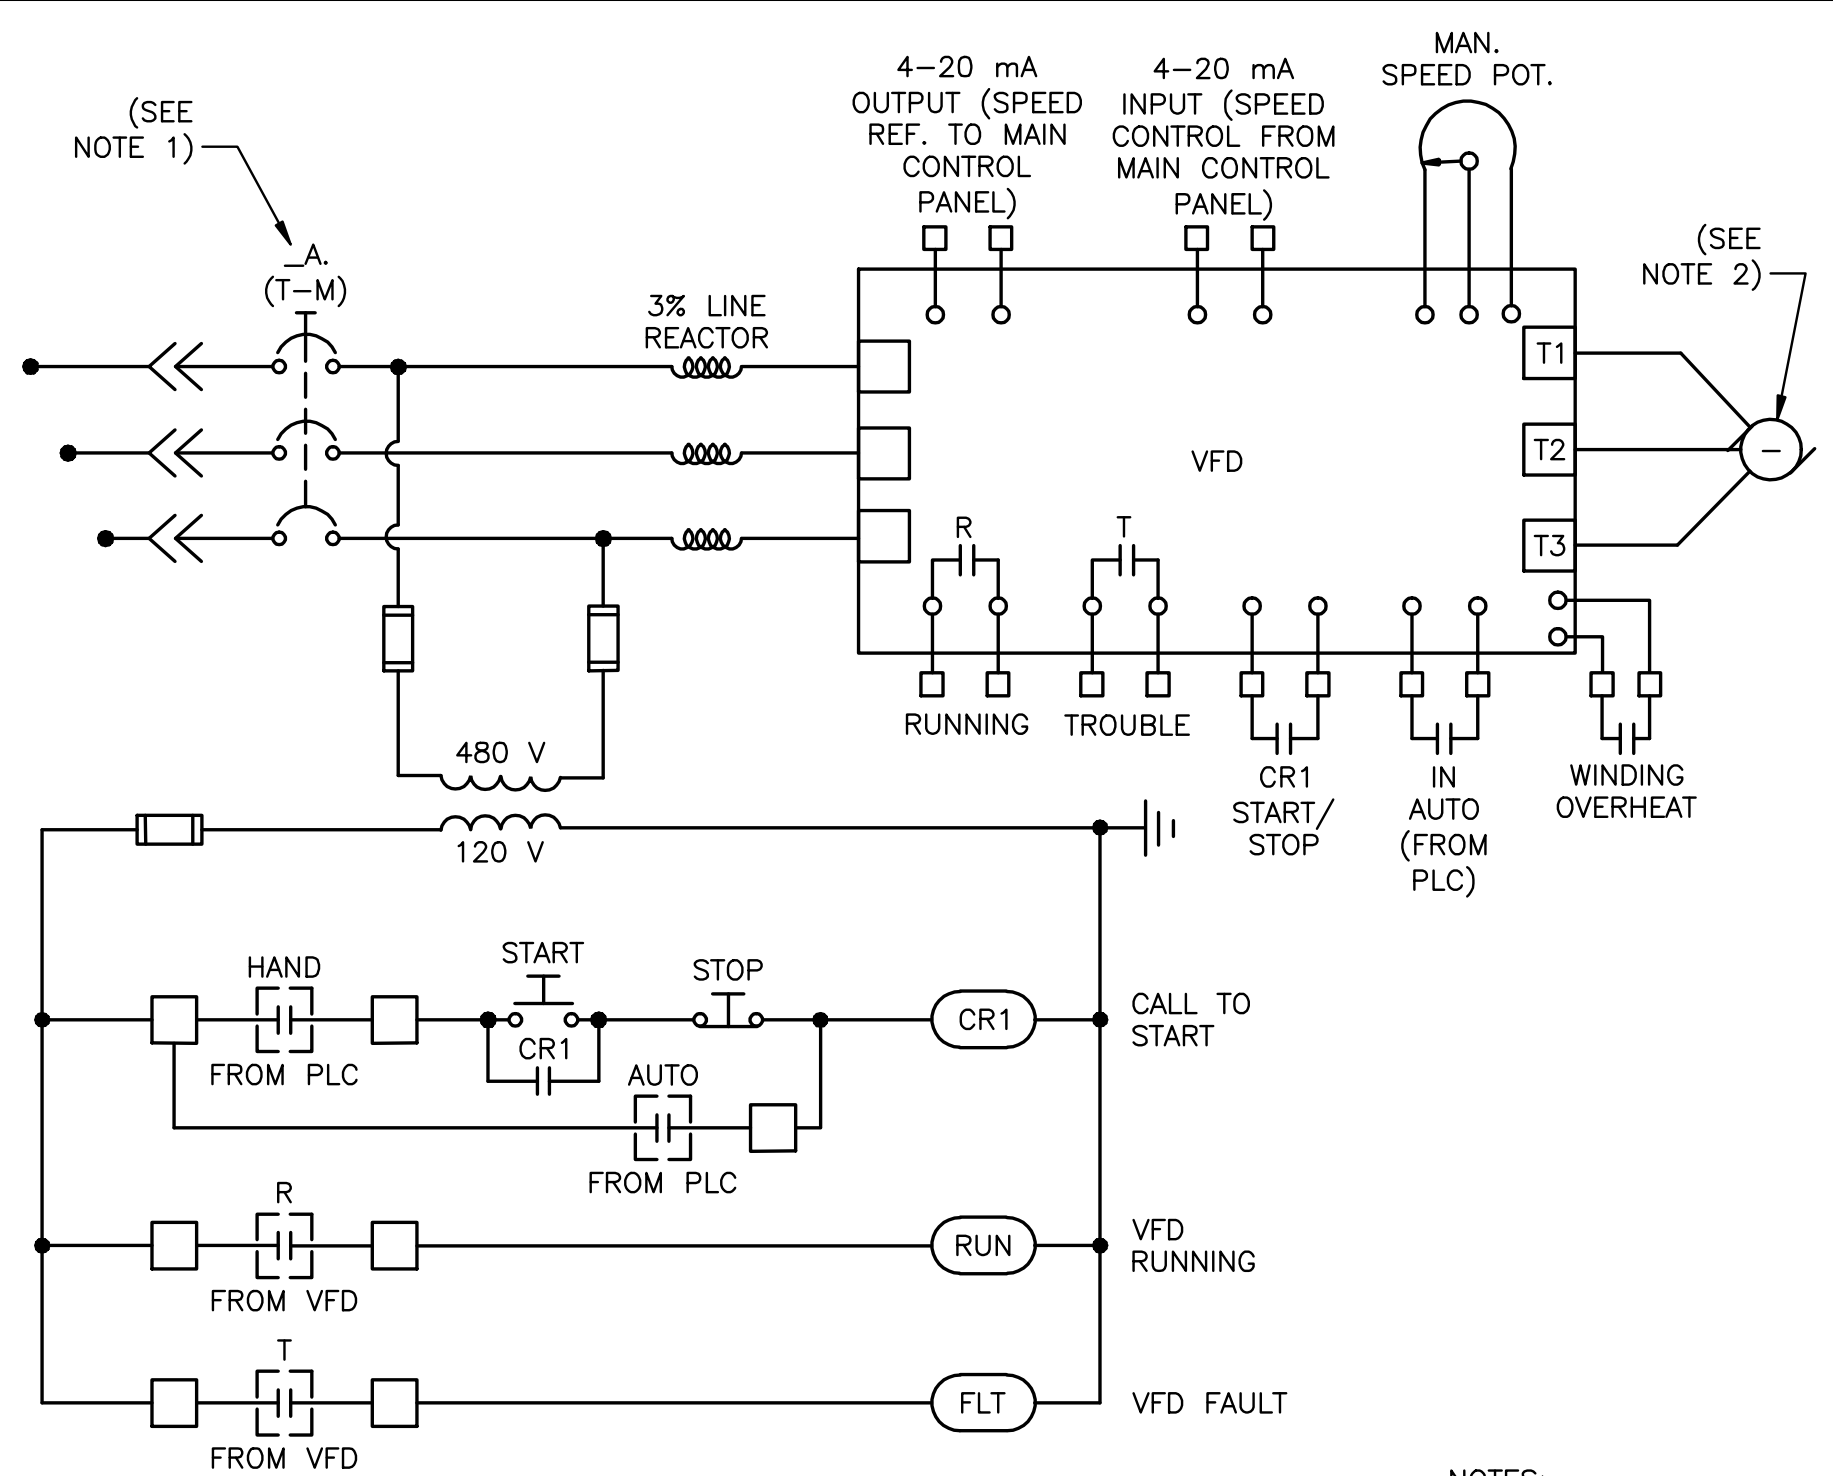 MAN.
SPEED POT.
4-20 mA
OUTPUT (SPEED
REF. TO MAIN
CONTROL
PANEL)
4-20 mA
INPUT (SPEED
CONTROL FROM
MAIN CONTROL
PANEL)
(SEE
NOTE 1)
_A.
(T-M)
(SEE
NOTE 2)
3% LINE
REACTOR
T1
T2
T3
VFD
-
R
T
RUNNING
TROUBLE
CR1
START/
STOP
IN
AUTO
(FROM
PLC)
WINDING
OVERHEAT
480 V
120 V
HAND
FROM PLC
START
CR1
STOP
AUTO
FROM PLC
CR1
CALL TO
START
R
FROM VFD
RUN
VFD
RUNNING
T
FROM VFD
FLT
VFD FAULT
NOTES: